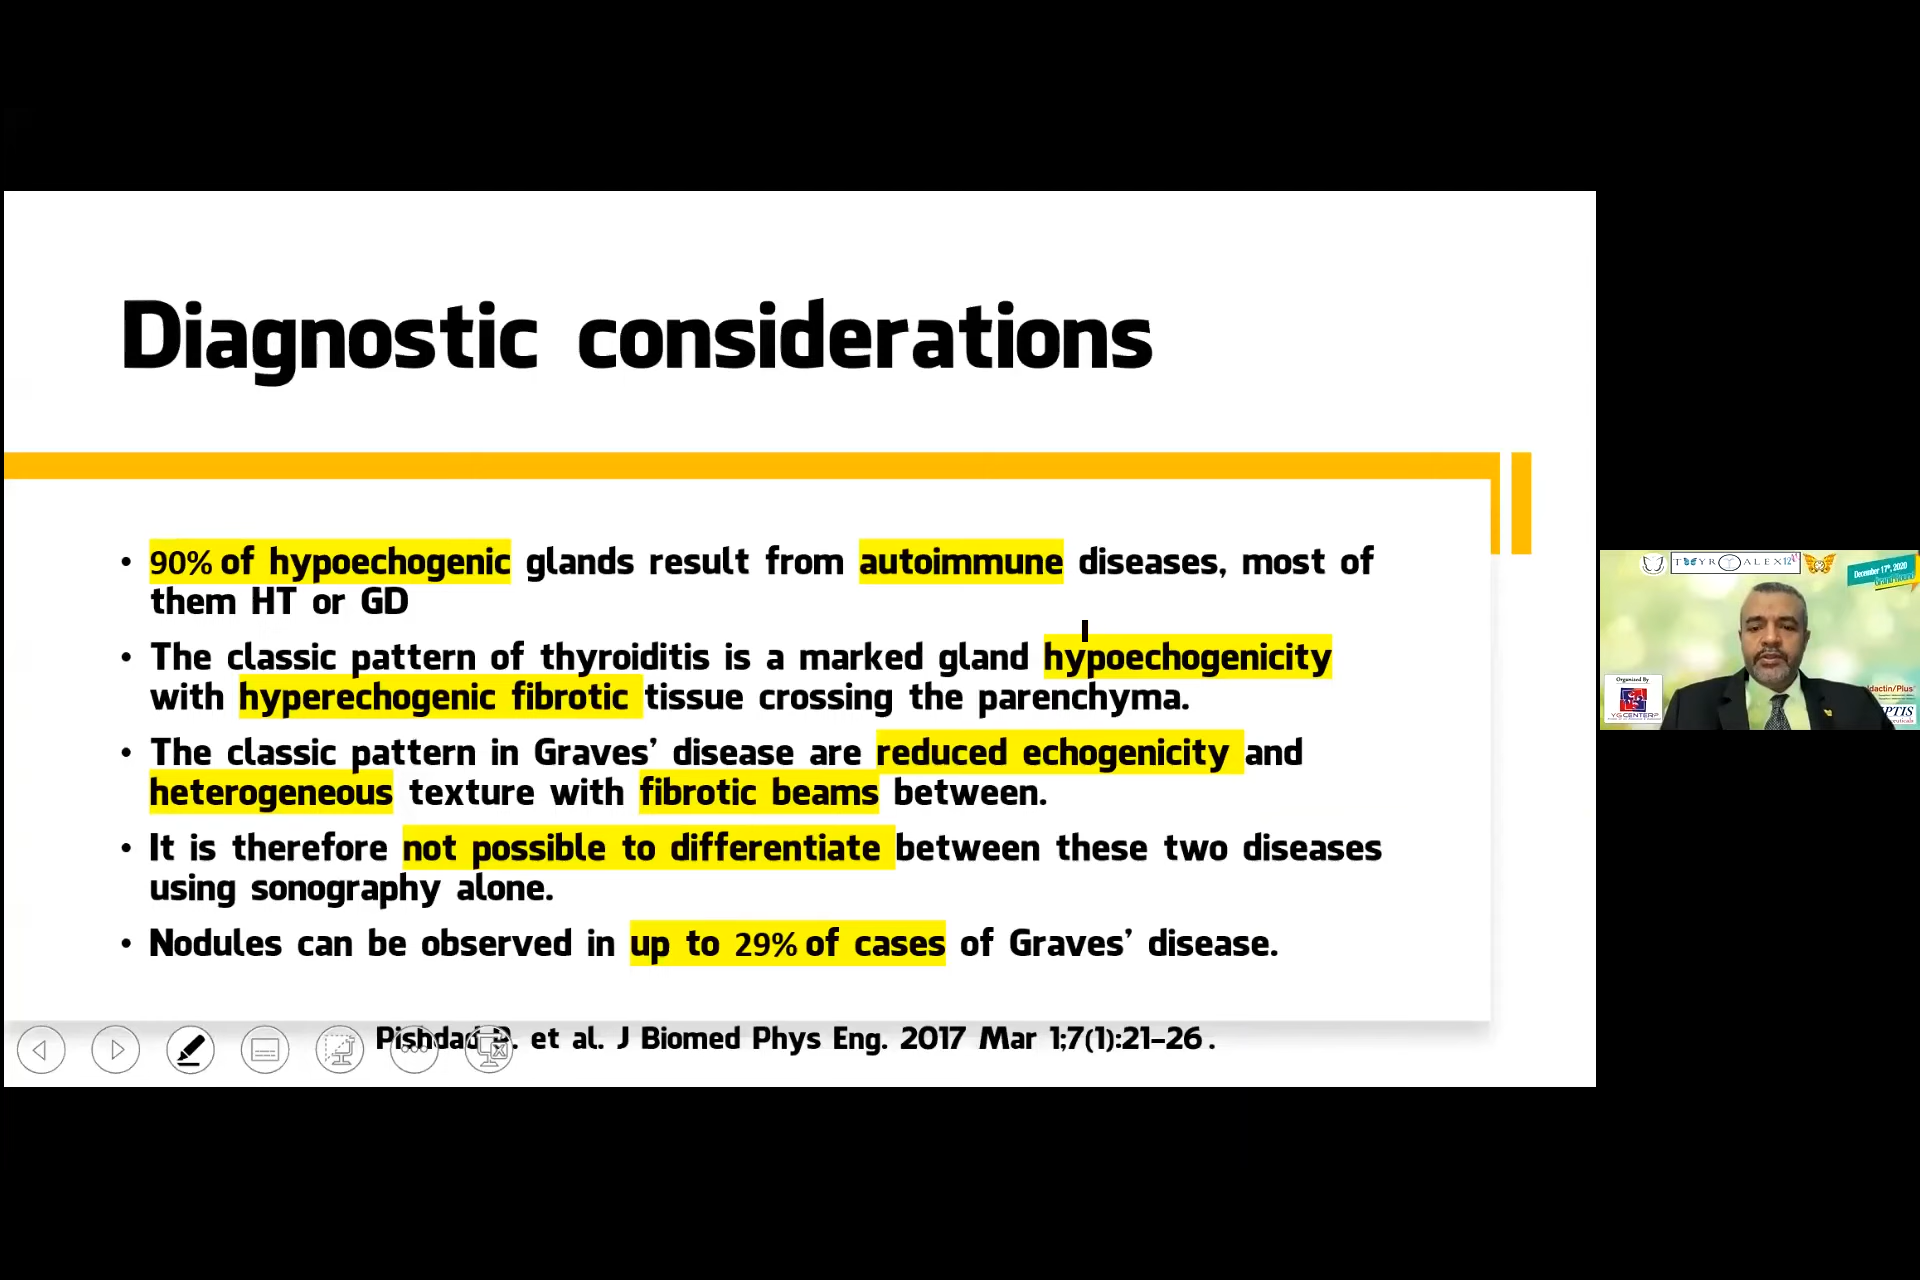 Diagnostic considerations
• 90% of hypoechogenic glands result from autoimmune diseases, most of
them HT or GD
• The classic pattern of thyroiditis is a marked gland hypoechogenicity
with hyperechogenic fibrotic tissue crossing the parenchyma.
• The classic pattern in Graves’ disease are reduced echogenicity and
heterogeneous texture with fibrotic beams between.
• It is therefore not possible to differentiate between these two diseases
using sonography alone.
• Nodules can be observed in up to 29% of cases of Graves’ disease.
Pishdad et al. J Biomed Phys Eng. 2017 Mar 1;7(1):21–26.
December 17th, 2020
Organized By
YGCENTER